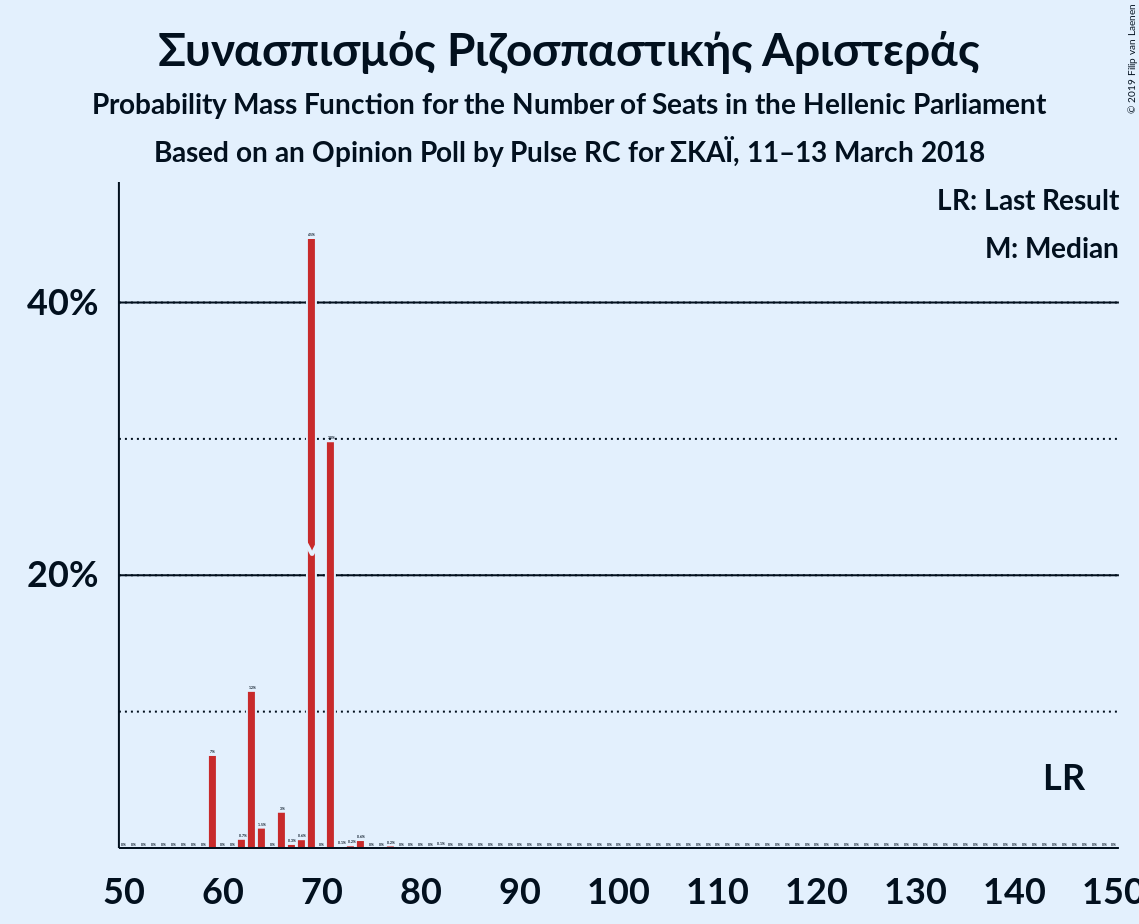 Συνασπισμός Ριζοσπαστικής Αριστεράς
Probability Mass Function for the Number of Seats in the Hellenic Parliament
Based on an Opinion Poll by Pulse RC for ΣΚΑΪ, 11–13 March 2018
© 2019 Filip van Laenen
LR: Last Result
M: Median
40%
20%
M
LR
50 60 70 80 90 100 110 120 130 140 150